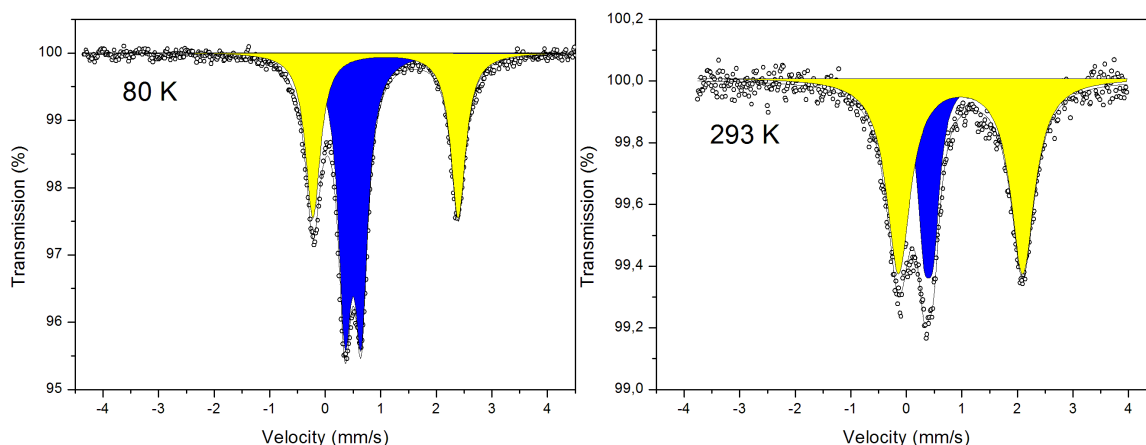 100
99
98
97
96
95
80 K
-4 -3 -2 -1 0 1 2 3 4
Velocity (mm/s)
Transmission (%)
100,2
100,0
99,8
99,6
99,4
99,2
99,0
293 K
-4 -3 -2 -1 0 1 2 3 4
Velocity (mm/s)
Transmission (%)